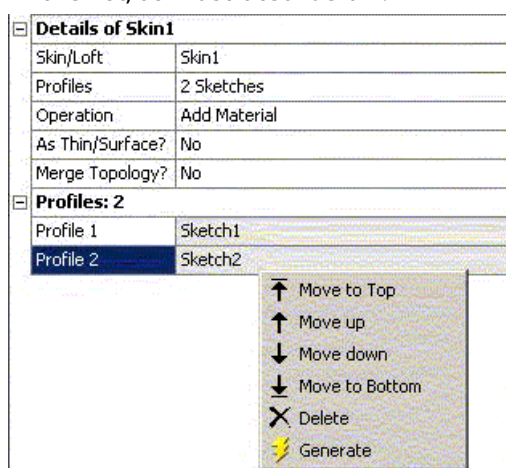 Details of Skin1
Skin/Loft Skin1
Profiles 2 Sketches
Operation Add Material
As Thin/Surface? No
Merge Topology? No
Profiles: 2
Profile 1 Sketch1
Profile 2 Sketch2
Move to Top
Move up
Move down
Move to Bottom
Delete
Generate